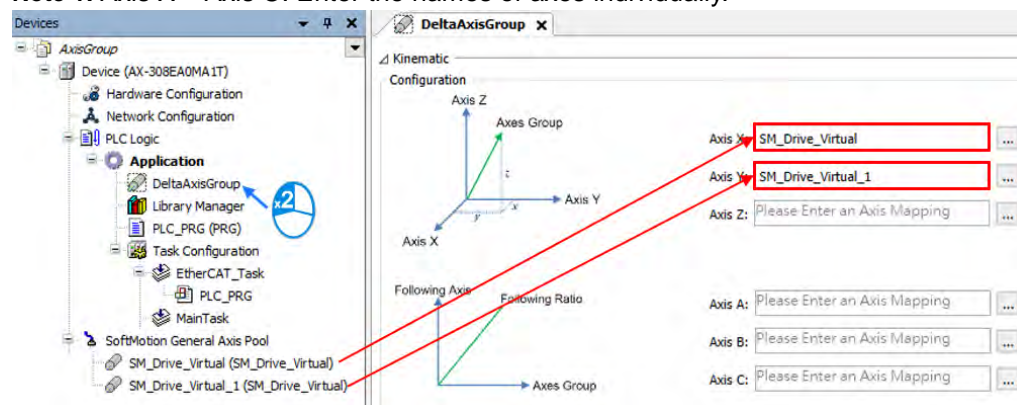 Devices
AxisGroup
Device (AX-308EA0MA1T)
Hardware Configuration
Network Configuration
PLC Logic
Application
DeltaAxisGroup
x2
Library Manager
PLC_PRG (PRG)
Task Configuration
EtherCAT_Task
PLC_PRG
MainTask
SoftMotion General Axis Pool
SM_Drive_Virtual (SM_Drive_Virtual)
SM_Drive_Virtual_1 (SM_Drive_Virtual)
DeltaAxisGroup
Kinematic
Configuration
Axis Z
Axes Group
z
Axis Y
x
y
Axis X
Axis X: SM_Drive_Virtual ...
Axis Y: SM_Drive_Virtual_1 ...
Axis Z: Please Enter an Axis Mapping ...
Following Axis
Following Ratio
Axes Group
Axis A: Please Enter an Axis Mapping ...
Axis B: Please Enter an Axis Mapping ...
Axis C: Please Enter an Axis Mapping ...